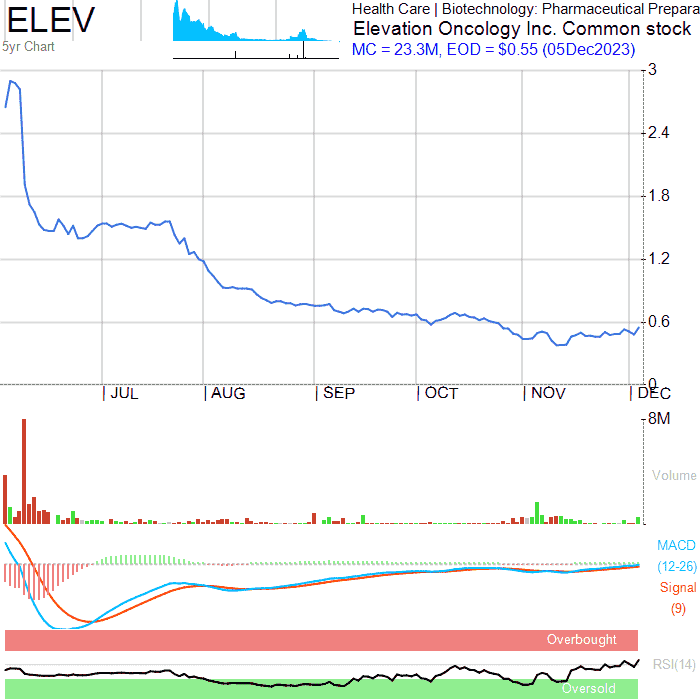 ELEV
5yr Chart
Health Care | Biotechnology: Pharmaceutical Prepara
Elevation Oncology Inc. Common stock
MC = 23.3M, EOD = $0.55 (05Dec2023)
3
2.4
1.8
1.2
0.6
0
JUL AUG SEP OCT NOV DEC
8M
Volume
MACD
(12-26)
Signal
(9)
Overbought
RSI(14)
Oversold